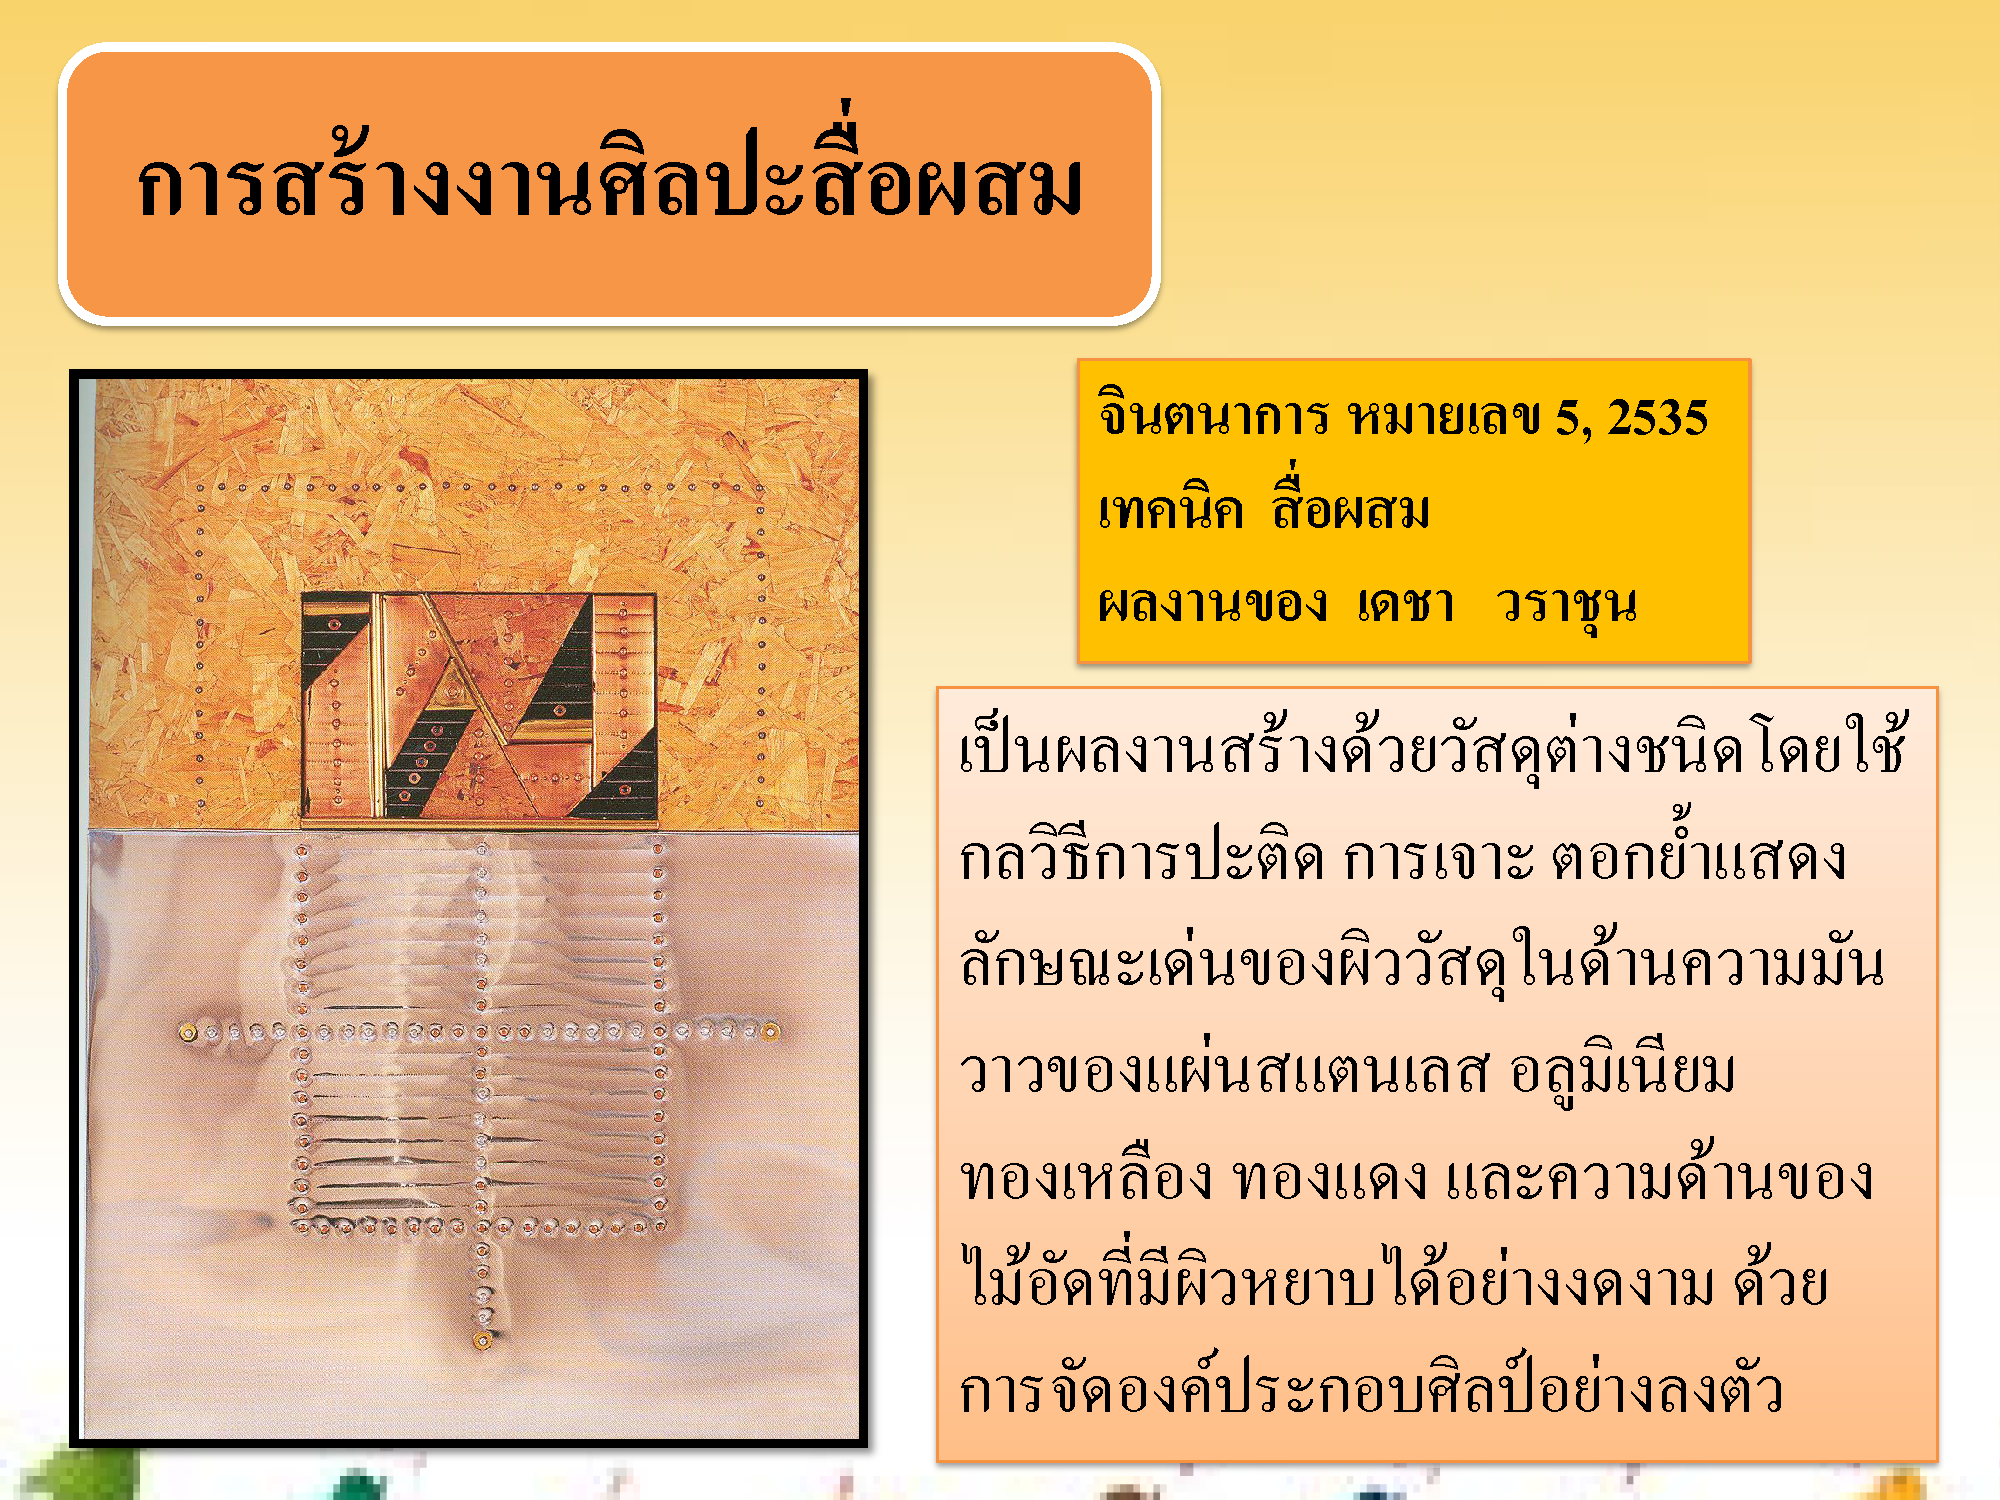 การสร้างงานศิลปะสื่อผสม
จินตนาการ หมายเลข 5, 2535
เทคนิค สื่อผสม
ผลงานของ เดชา วราชุน
เป็นผลงานสร้างด้วยวัสดุต่างชนิดโดยใช้
กลวิธีการปะติด การเจาะ ตอกย้ำแสดง
ลักษณะเด่นของผิววัสดุในด้านความมัน
วาวของแผ่นสแตนเลส อลูมิเนียม
ทองเหลือง ทองแดง และความด้านของ
ไม้อัดที่มีผิวหยาบได้อย่างงดงาม ด้วย
การจัดองค์ประกอบศิลป์อย่างลงตัว